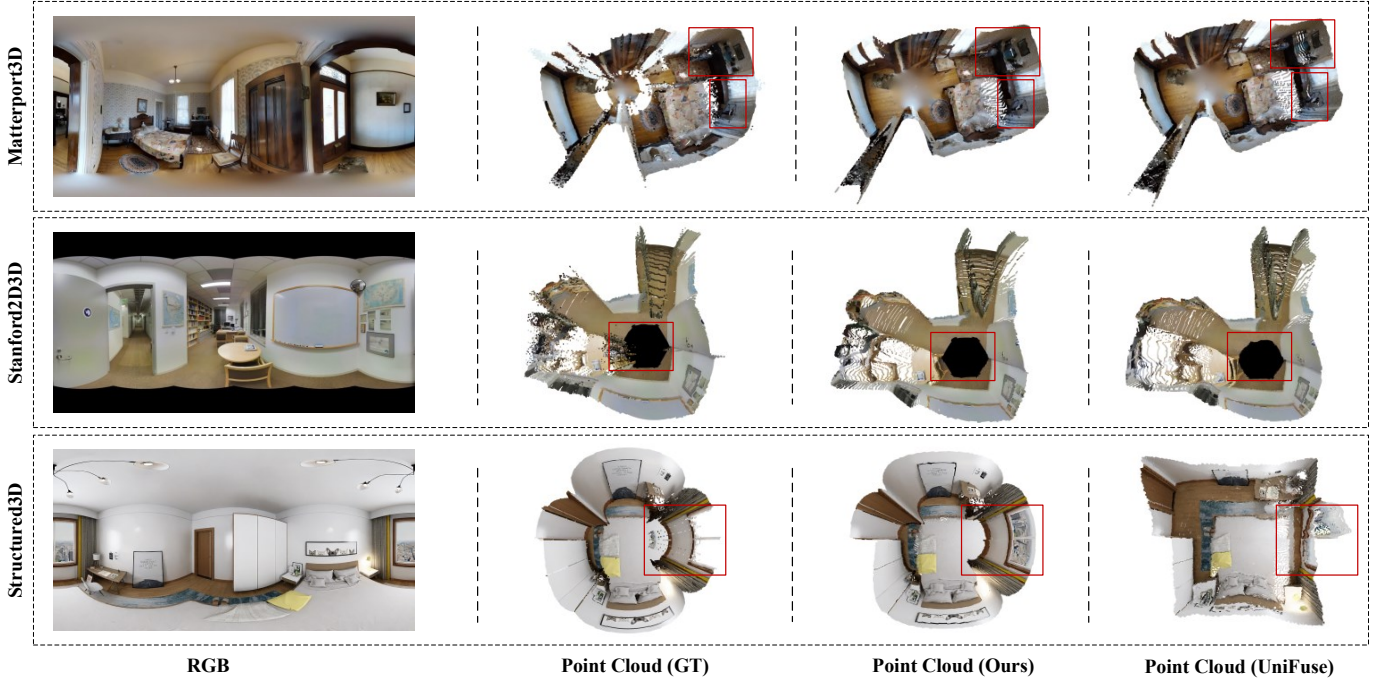 Matterport3D
Stanford2D3D
Structured3D
RGB
Point Cloud (GT)
Point Cloud (Ours)
Point Cloud (UniFuse)